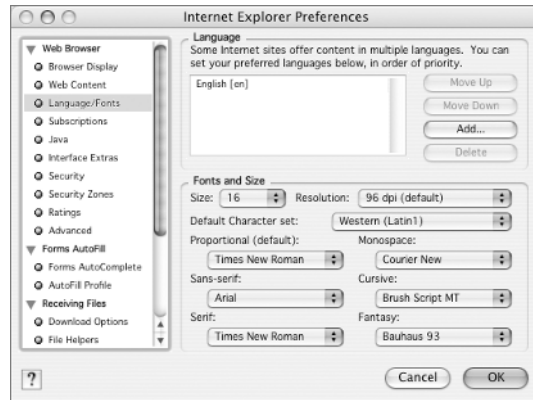 Internet Explorer Preferences
Web Browser
Browser Display
Web Content
Language/Fonts
Subscriptions
Java
Interface Extras
Security
Security Zones
Ratings
Advanced
Forms AutoFill
Forms AutoComplete
AutoFill Profile
Receiving Files
Download Options
File Helpers
Language
Some Internet sites offer content in multiple languages. You can
set your preferred languages below, in order of priority.
English [en]
Move Up
Move Down
Add...
Delete
Fonts and Size
Size: 16 Resolution: 96 dpi (default)
Default Character set: Western (Latin1)
Proportional (default): Monospace:
Times New Roman Courier New
Sans-serif: Cursive:
Arial Brush Script MT
Serif: Fantasy:
Times New Roman Bauhaus 93
? Cancel OK